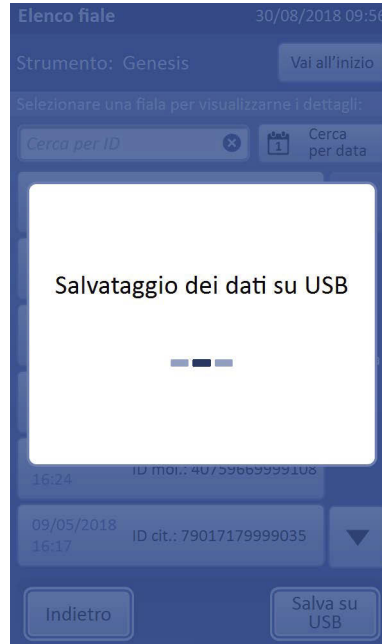 Elenco fiale 30/08/2018 09:56
Strumento: Genesis Vai all'inizio
Selezionare una fiala per visualizzarne i dettagli:
Cerca per ID 1 Cerca
per data
Salvataggio dei dati su USB
16:24 ID mol.: 40759669999108
09/05/2018
16:17 ID cit.: 79017179999035
Indietro Salva su
USB